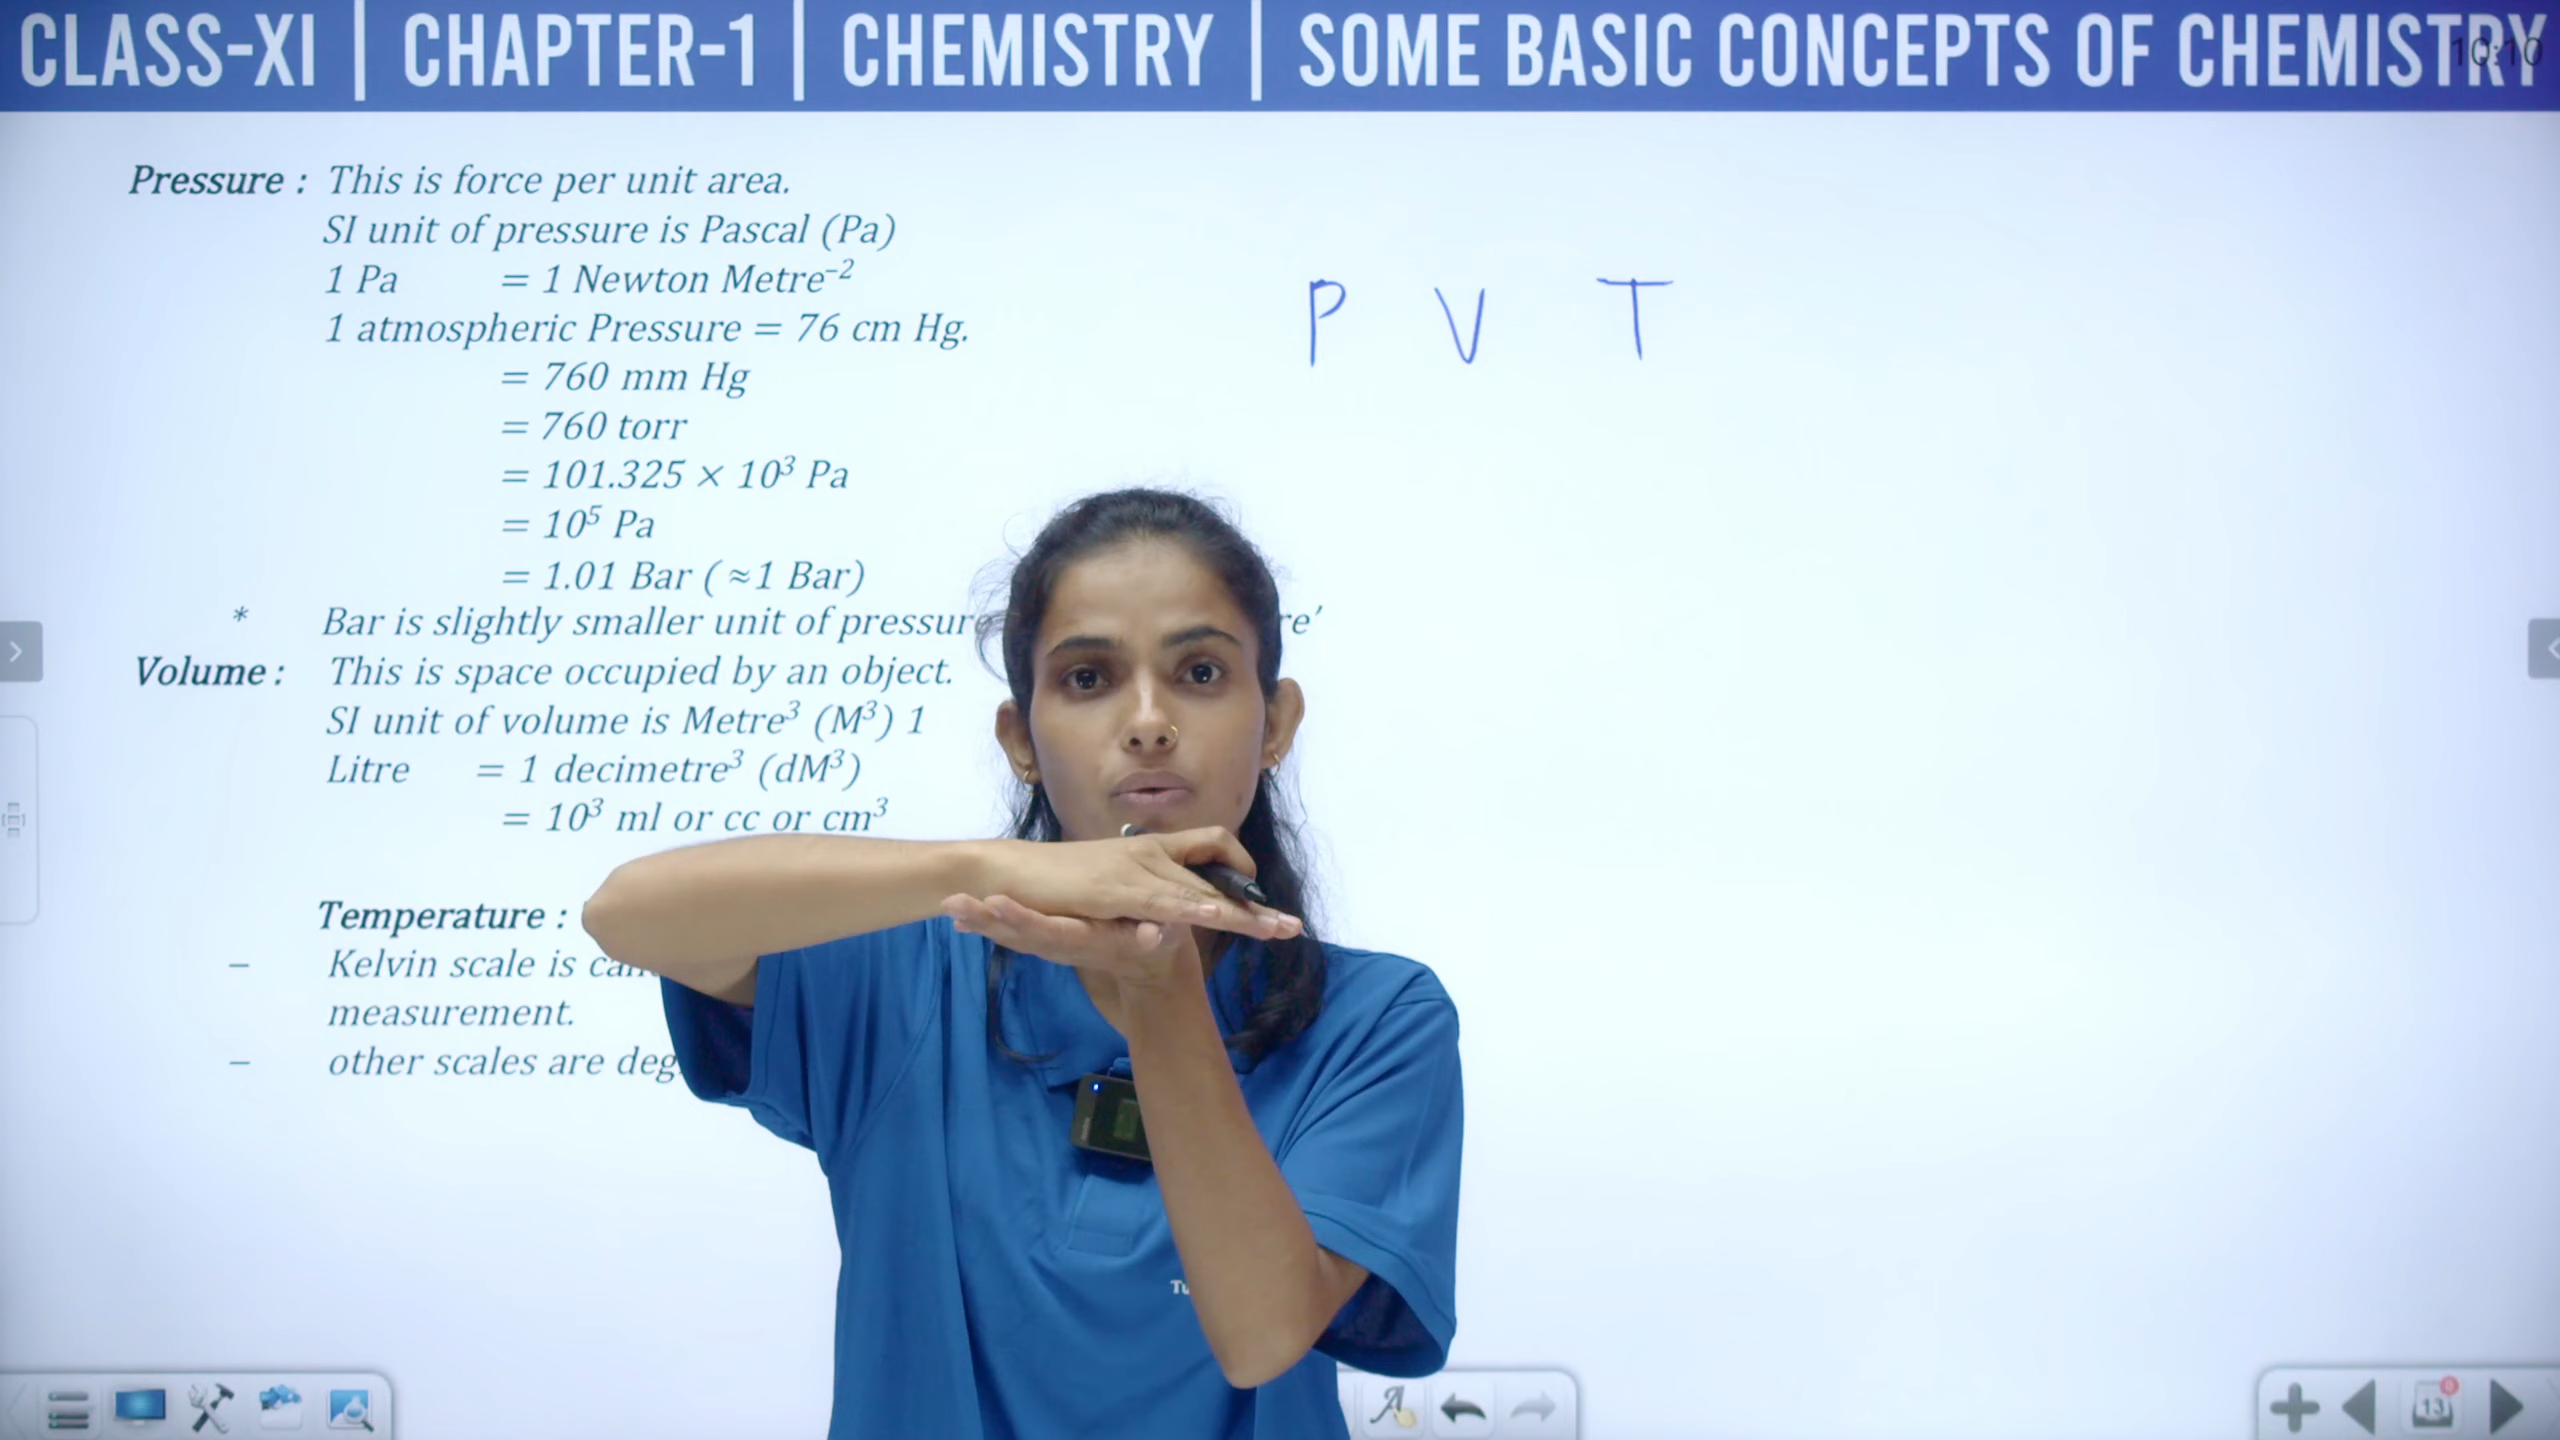 CLASS-XI | CHAPTER-1 | CHEMISTRY | SOME BASIC CONCEPTS OF CHEMISTRY
10:10
Pressure : This is force per unit area.
SI unit of pressure is Pascal (Pa)
1 Pa = 1 Newton Metre⁻²
1 atmospheric Pressure = 76 cm Hg.
= 760 mm Hg
= 760 torr
= 101.325 × 10³ Pa
= 10⁵ Pa
= 1.01 Bar (≈1 Bar)
* Bar is slightly smaller unit of pressure
Volume : This is space occupied by an object.
SI unit of volume is Metre³ (M³) 1
Litre = 1 decimetre³ (dM³)
= 10³ ml or cc or cm³
Temperature :
– Kelvin scale is
measurement.
– other scales are
P V T
13